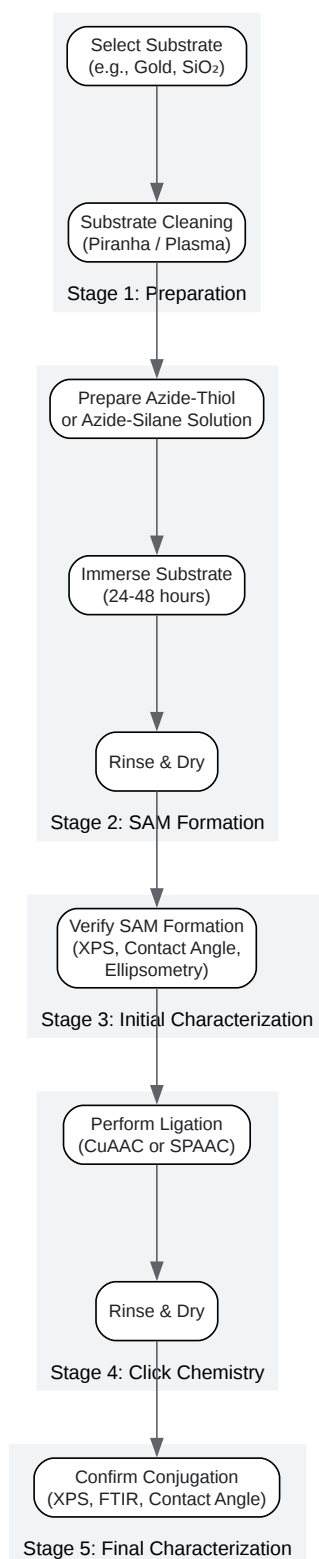 Select Substrate
(e.g., Gold, SiO₂)
Substrate Cleaning
(Piranha / Plasma)
Stage 1: Preparation
Prepare Azide-Thiol
or Azide-Silane Solution
Immerse Substrate
(24-48 hours)
Rinse & Dry
Stage 2: SAM Formation
Verify SAM Formation
(XPS, Contact Angle,
Ellipsometry)
Stage 3: Initial Characterization
Perform Ligation
(CuAAC or SPAAC)
Rinse & Dry
Stage 4: Click Chemistry
Confirm Conjugation
(XPS, FTIR, Contact Angle)
Stage 5: Final Characterization